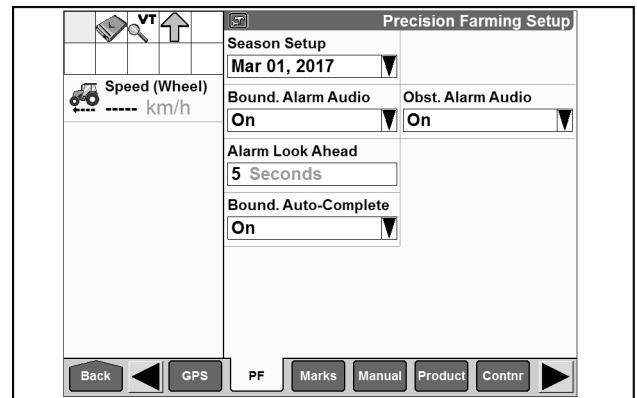 VT
Precision Farming Setup
Speed (Wheel)
----- km/h
Season Setup
Mar 01, 2017
Bound. Alarm Audio
On
Obst. Alarm Audio
On
Alarm Look Ahead
5 Seconds
Bound. Auto-Complete
On
Back
GPS
PF
Marks
Manual
Product
Contnr